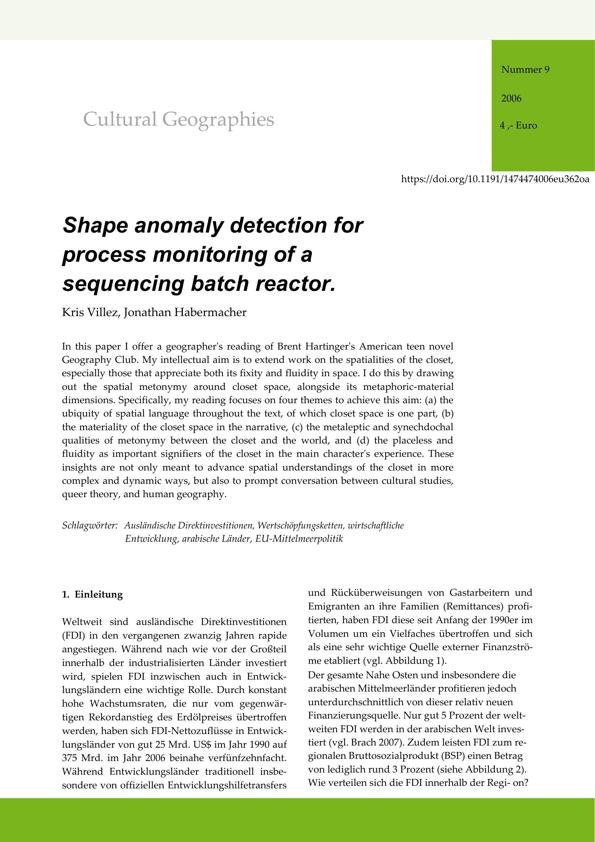 Nummer 9
2006
4 ,- Euro
Cultural Geographies
https://doi.org/10.1191/1474474006eu362oa
Shape anomaly detection for
process monitoring of a
sequencing batch reactor.
Kris Villez, Jonathan Habermacher
In this paper I offer a geographer's reading of Brent Hartinger's American teen novel
Geography Club. My intellectual aim is to extend work on the spatialities of the closet,
especially those that appreciate both its fixity and fluidity in space. I do this by drawing
out the spatial metonymy around closet space, alongside its metaphoric-material
dimensions. Specifically, my reading focuses on four themes to achieve this aim: (a) the
ubiquity of spatial language throughout the text, of which closet space is one part, (b)
the materiality of the closet space in the narrative, (c) the metaleptic and synechdochal
qualities of metonymy between the closet and the world, and (d) the placeless and
fluidity as important signifiers of the closet in the main character's experience. These
insights are not only meant to advance spatial understandings of the closet in more
complex and dynamic ways, but also to prompt conversation between cultural studies,
queer theory, and human geography.
Schlagwörter: Ausländische Direktinvestitionen, Wertschöpfungsketten, wirtschaftliche
Entwicklung, arabische Länder, EU-Mittelmeerpolitik
1. Einleitung
Weltweit sind ausländische Direktinvestitionen
(FDI) in den vergangenen zwanzig Jahren rapide
angestiegen. Während nach wie vor der Großteil
innerhalb der industrialisierten Länder investiert
wird, spielen FDI inzwischen auch in Entwick-
lungsländern eine wichtige Rolle. Durch konstant
hohe Wachstumsraten, die nur vom gegenwär-
tigen Rekordanstieg des Erdölpreises übertroffen
werden, haben sich FDI-Nettozuflüsse in Entwick-
lungsländer von gut 25 Mrd. US$ im Jahr 1990 auf
375 Mrd. im Jahr 2006 beinahe verfünfzehnfacht.
Während Entwicklungsländer traditionell insbe-
sondere von offiziellen Entwicklungshilfetransfers
und Rücküberweisungen von Gastarbeitern und
Emigranten an ihre Familien (Remittances) profi-
tierten, haben FDI diese seit Anfang der 1990er im
Volumen um ein Vielfaches übertroffen und sich
als eine sehr wichtige Quelle externer Finanzströ-
me etabliert (vgl. Abbildung 1).
Der gesamte Nahe Osten und insbesondere die
arabischen Mittelmeerländer profitieren jedoch
unterdurchschnittlich von dieser relativ neuen
Finanzierungsquelle. Nur gut 5 Prozent der welt-
weiten FDI werden in der arabischen Welt inves-
tiert (vgl. Brach 2007). Zudem leisten FDI zum re-
gionalen Bruttosozialprodukt (BSP) einen Betrag
von lediglich rund 3 Prozent (siehe Abbildung 2).
Wie verteilen sich die FDI innerhalb der Regi- on?